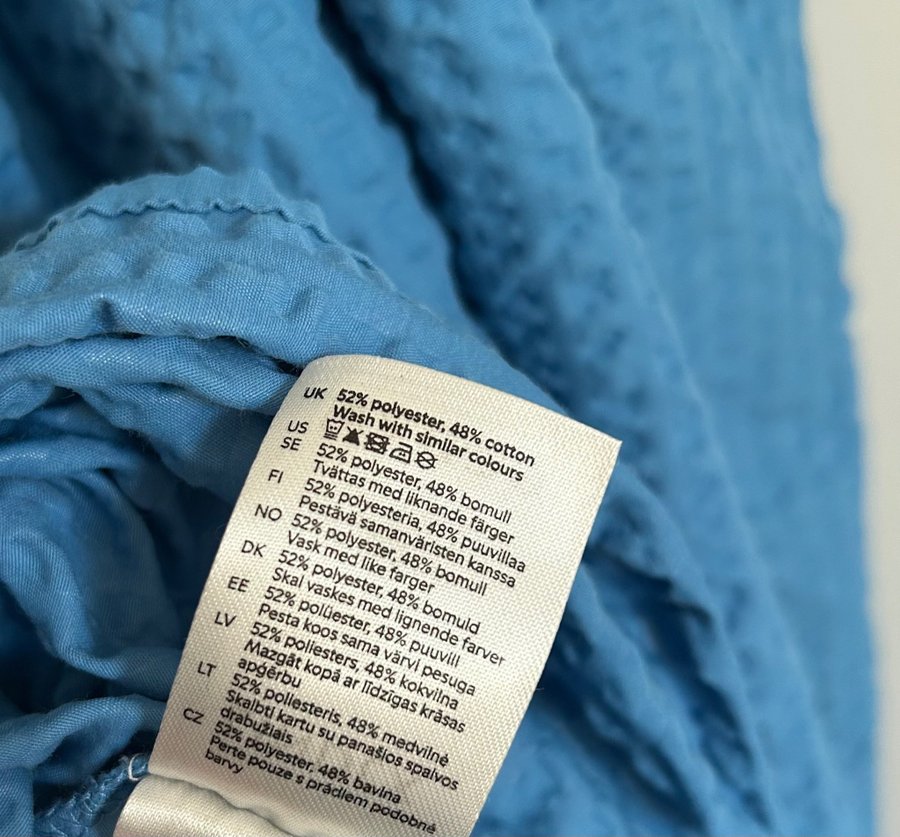 UK 52% polyester, 48% cotton
Wash with similar colours
US
SE 52% polyester, 48% bomull
Tvättas med liknande färger
FI 52% polyesteria, 48% puuvillaa
Pestävä samanväristen kanssa
NO 52% polyester, 48% bomull
Vask med like farger
DK 52% polyester, 48% bomuld
Skal vaskes med lignende farver
EE 52% polüester, 48% puuvill
Pesta koos sama värvi pesuga
LV 52% poliesters, 48% kokvilna
Mazgāt kopā ar līdzīgas krāsas
apģērbu
LT 52% poliesteris, 48% medvilnė
Skalbti kartu su panašios spalvos
drabužiais
CZ 52% polyester, 48% bavlna
Perte pouze s prádlem podobné
barvy